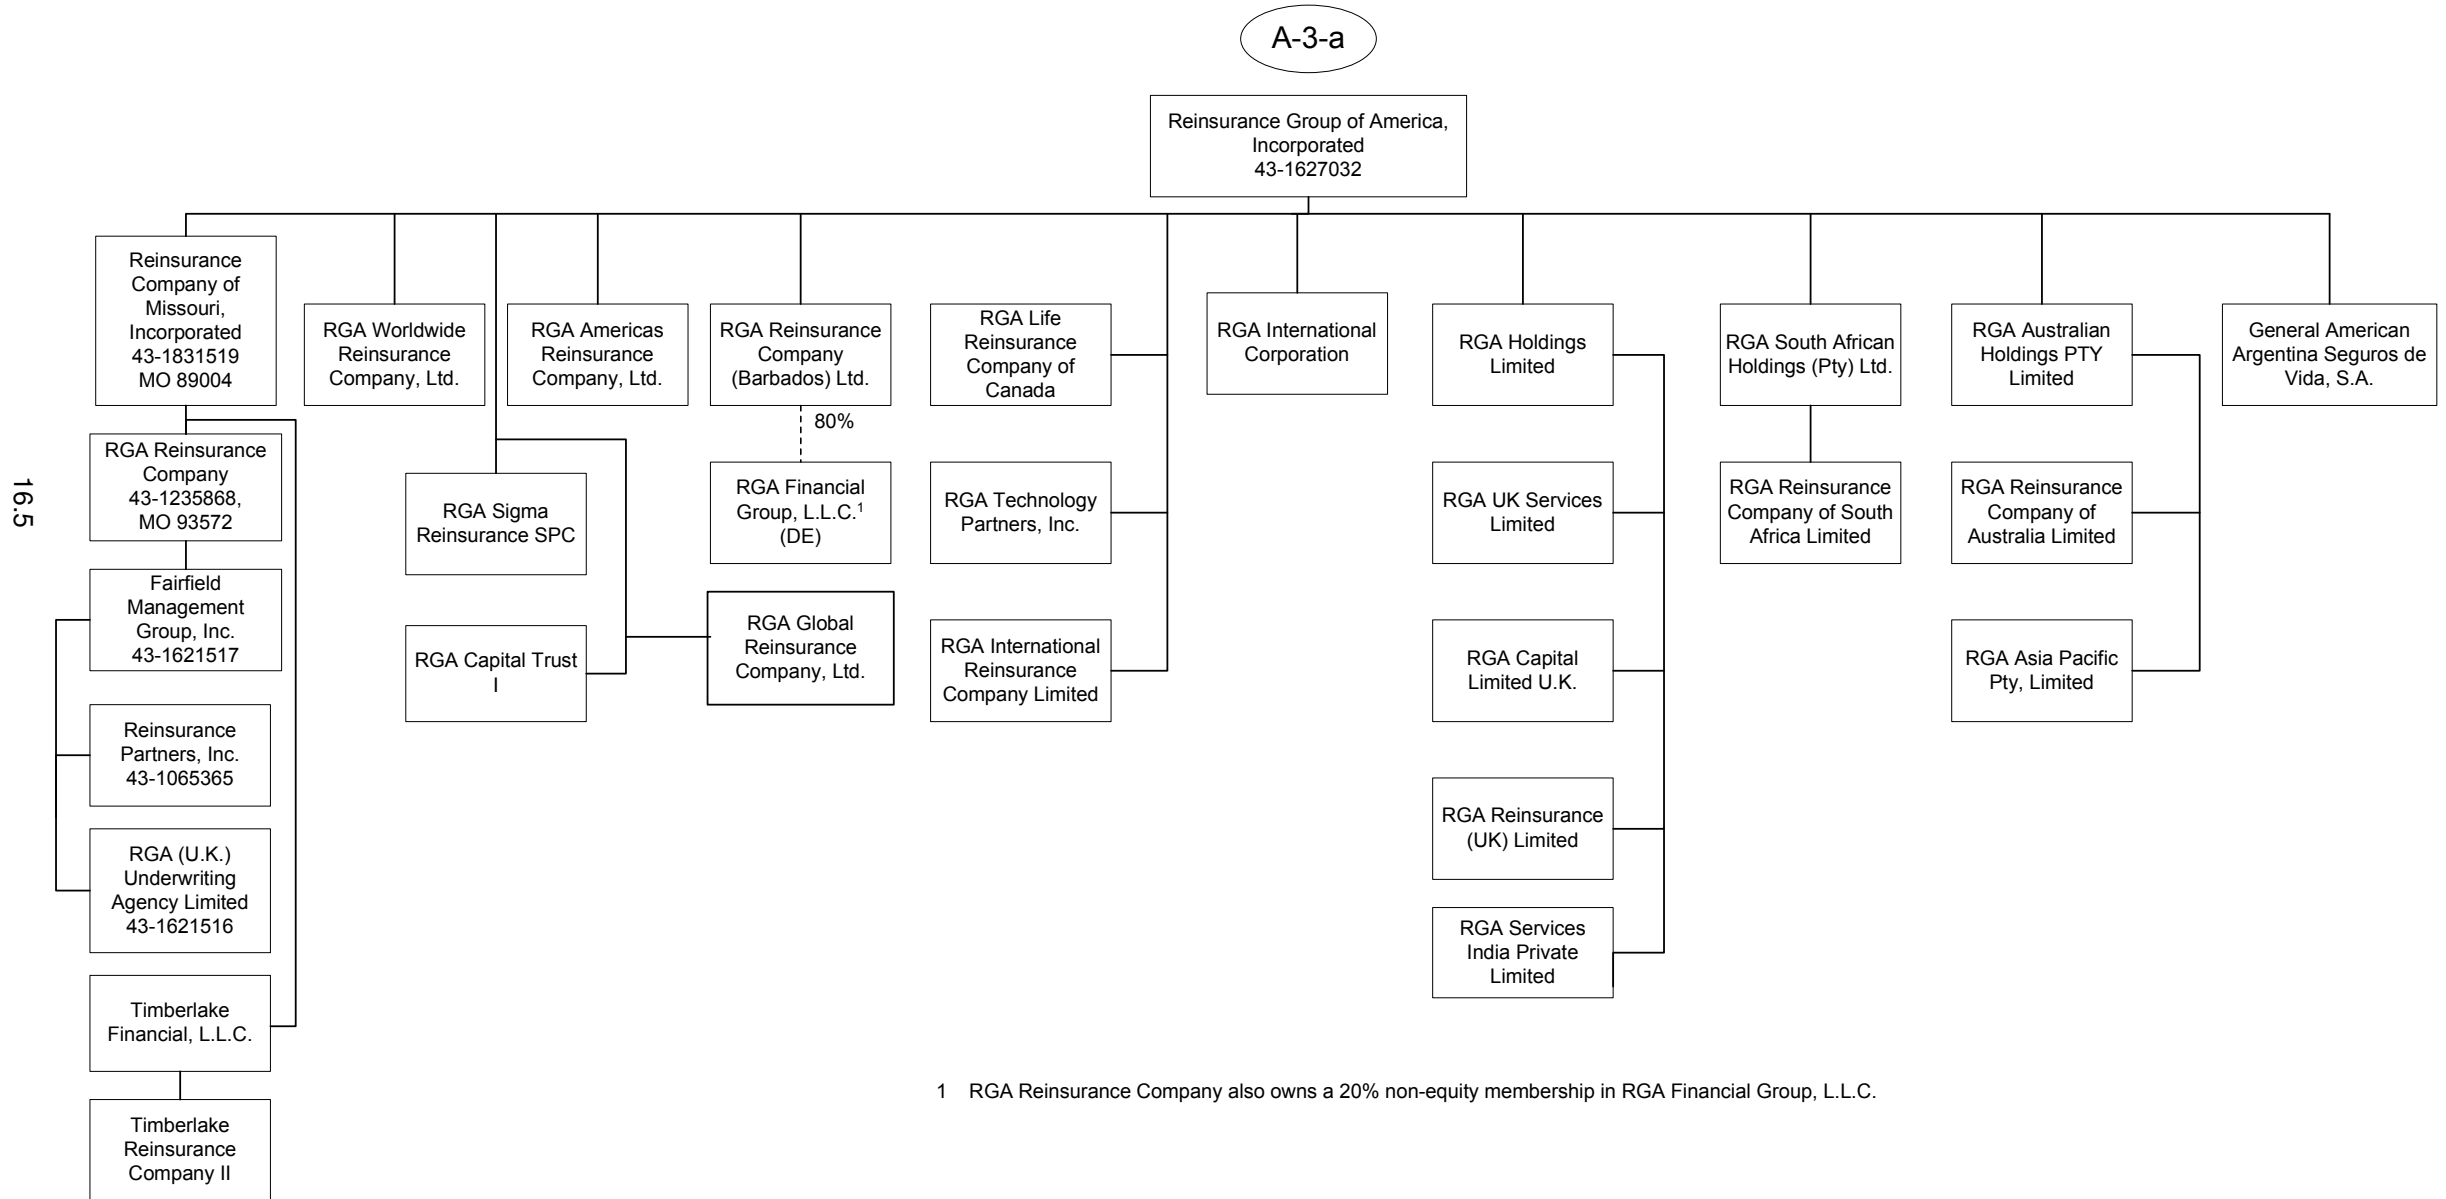 A-3-a
Reinsurance Group of America,
Incorporated
43-1627032
Reinsurance
Company of
Missouri,
Incorporated
43-1831519
MO 89004
RGA Worldwide
Reinsurance
Company, Ltd.
RGA Americas
Reinsurance
Company, Ltd.
RGA Reinsurance
Company
(Barbados) Ltd.
RGA Life
Reinsurance
Company of
Canada
RGA International
Corporation
RGA Holdings
Limited
RGA South African
Holdings (Pty) Ltd.
RGA Australian
Holdings PTY
Limited
General American
Argentina Seguros de
Vida, S.A.
80%
RGA Reinsurance
Company
43-1235868,
MO 93572
RGA Sigma
Reinsurance SPC
RGA Financial
Group, L.L.C.1
(DE)
RGA Technology
Partners, Inc.
RGA UK Services
Limited
RGA Reinsurance
Company of South
Africa Limited
RGA Reinsurance
Company of
Australia Limited
16.5
Fairfield
Management
Group, Inc.
43-1621517
RGA Capital Trust
I
RGA Global
Reinsurance
Company, Ltd.
RGA International
Reinsurance
Company Limited
RGA Capital
Limited U.K.
RGA Asia Pacific
Pty, Limited
Reinsurance
Partners, Inc.
43-1065365
RGA Reinsurance
(UK) Limited
RGA (U.K.)
Underwriting
Agency Limited
43-1621516
RGA Services
India Private
Limited
Timberlake
Financial, L.L.C.
Timberlake
Reinsurance
Company II
1 RGA Reinsurance Company also owns a 20% non-equity membership in RGA Financial Group, L.L.C.